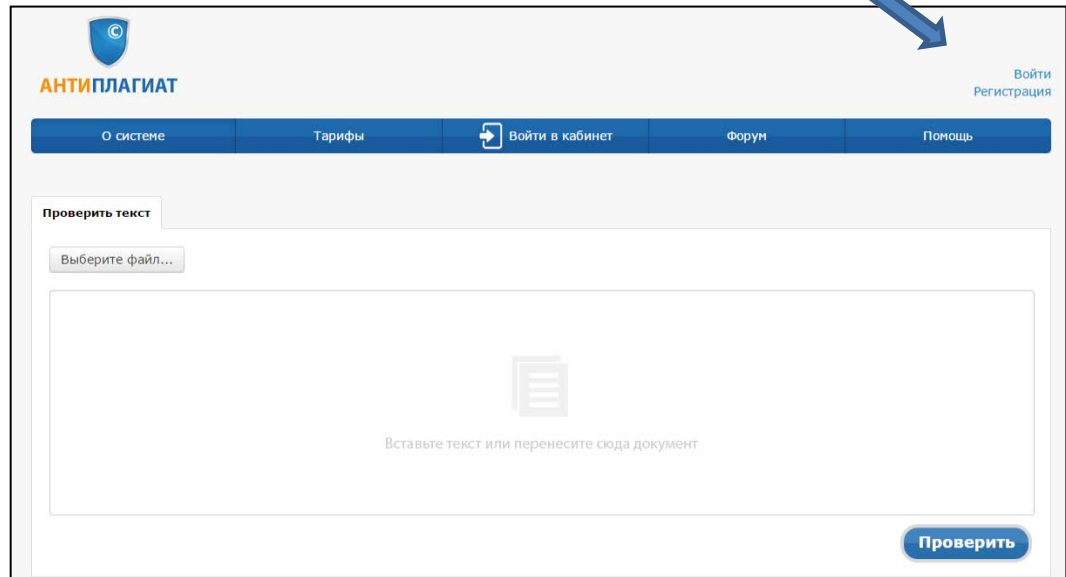 ©
АНТИПЛАГИАТ
Войти
Регистрация
О системе Тарифы Войти в кабинет Форум Помощь
Проверить текст
Выберите файл...
Вставьте текст или перенесите сюда документ
Проверить